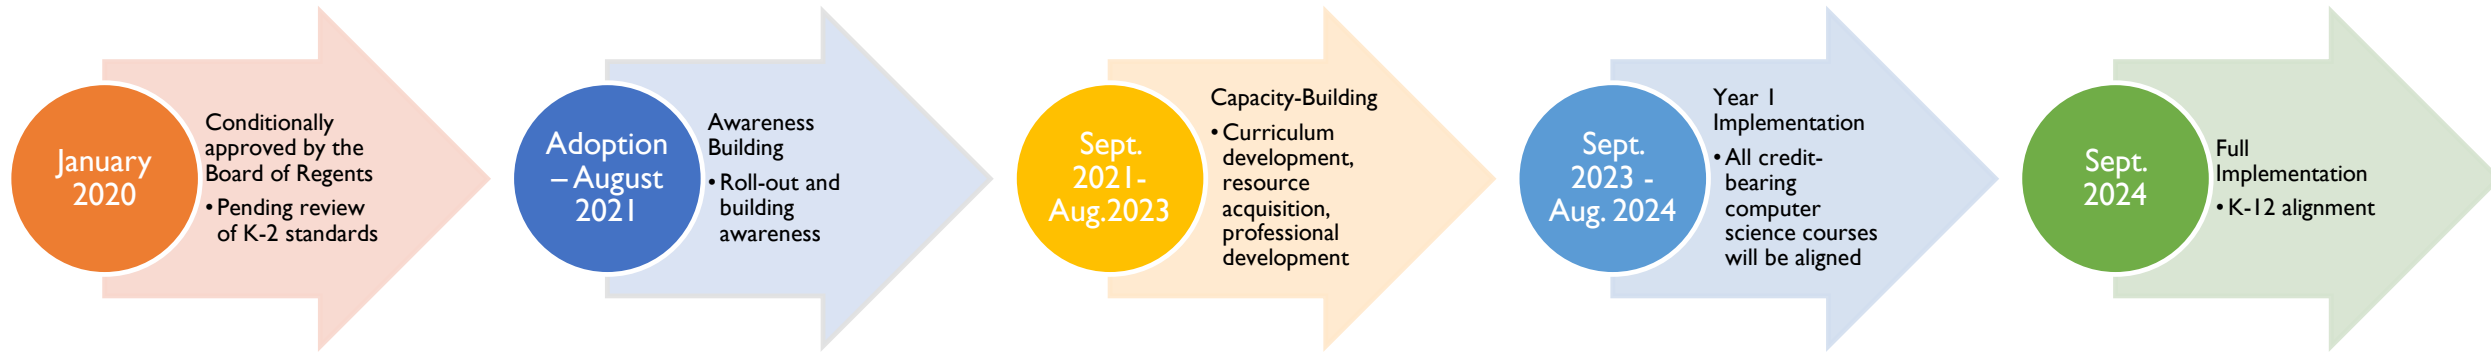 January
2020
Conditionally
approved by the
Board of Regents
• Pending review
of K-2 standards
Adoption
– August
2021
Awareness
Building
• Roll-out and
building
awareness
Sept.
2021-
Aug.2023
Capacity-Building
• Curriculum
development,
resource
acquisition,
professional
development
Sept.
2023 -
Aug. 2024
Year 1
Implementation
• All credit-
bearing
computer
science courses
will be aligned
Sept.
2024
Full
Implementation
• K-12 alignment